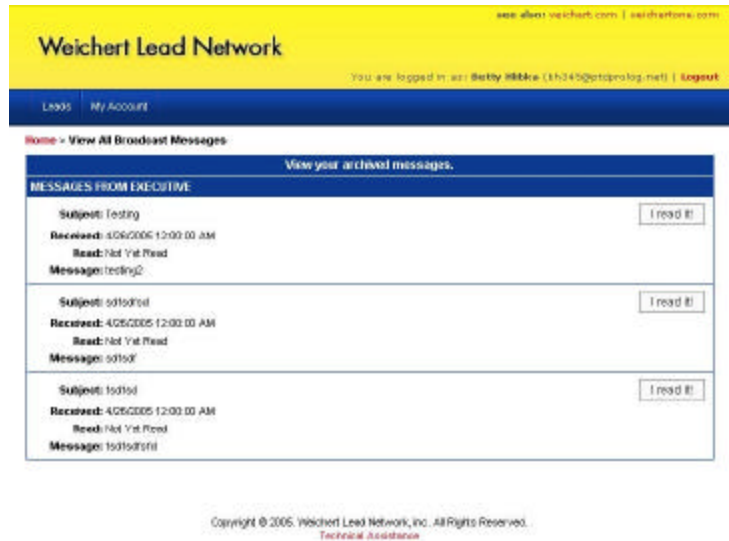 see also: weichert.com | weichertone.com
Weichert Lead Network
You are logged in as: Betty Hibka (bh345@ptdprolog.net) | Logout
Leads My Account
Home > View All Broadcast Messages
View your archived messages.
MESSAGES FROM EXECUTIVE
Subject: Testing I read it!
Received: 4/26/2005 12:00:00 AM
Read: Not Yet Read
Message: testing2
Subject: I read it!
Received: 4/26/2005 12:00:00 AM
Read: Not Yet Read
Message: sdfsdf
Subject: fsdfsd I read it!
Received: 4/26/2005 12:00:00 AM
Read: Not Yet Read
Message:
Copyright © 2005. Weichert Lead Network, Inc. All Rights Reserved.
Technical Assistance